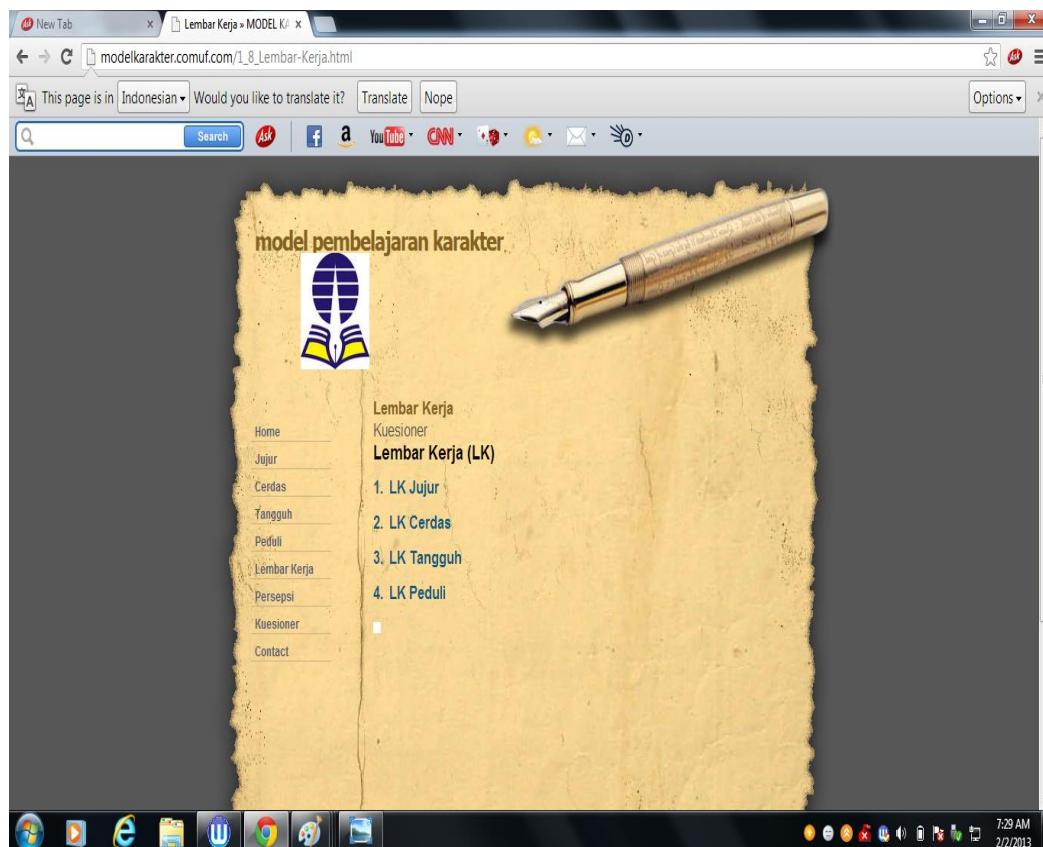 New Tab
Lembar Kerja » MODEL KA
modelkarakter.comuf.com/1_8_Lembar-Kerja.html
This page is in Indonesian Would you like to translate it? Translate Nope Options
Search Ask a YouTube CNN
model pembelajaran karakter
Lembar Kerja
Kuesioner
Lembar Kerja (LK)
1. LK Jujur
2. LK Cerdas
3. LK Tangguh
4. LK Peduli
Home
Jujur
Cerdas
Tangguh
Peduli
Lembar Kerja
Persepsi
Kuesioner
Contact
7:29 AM
2/2/2013